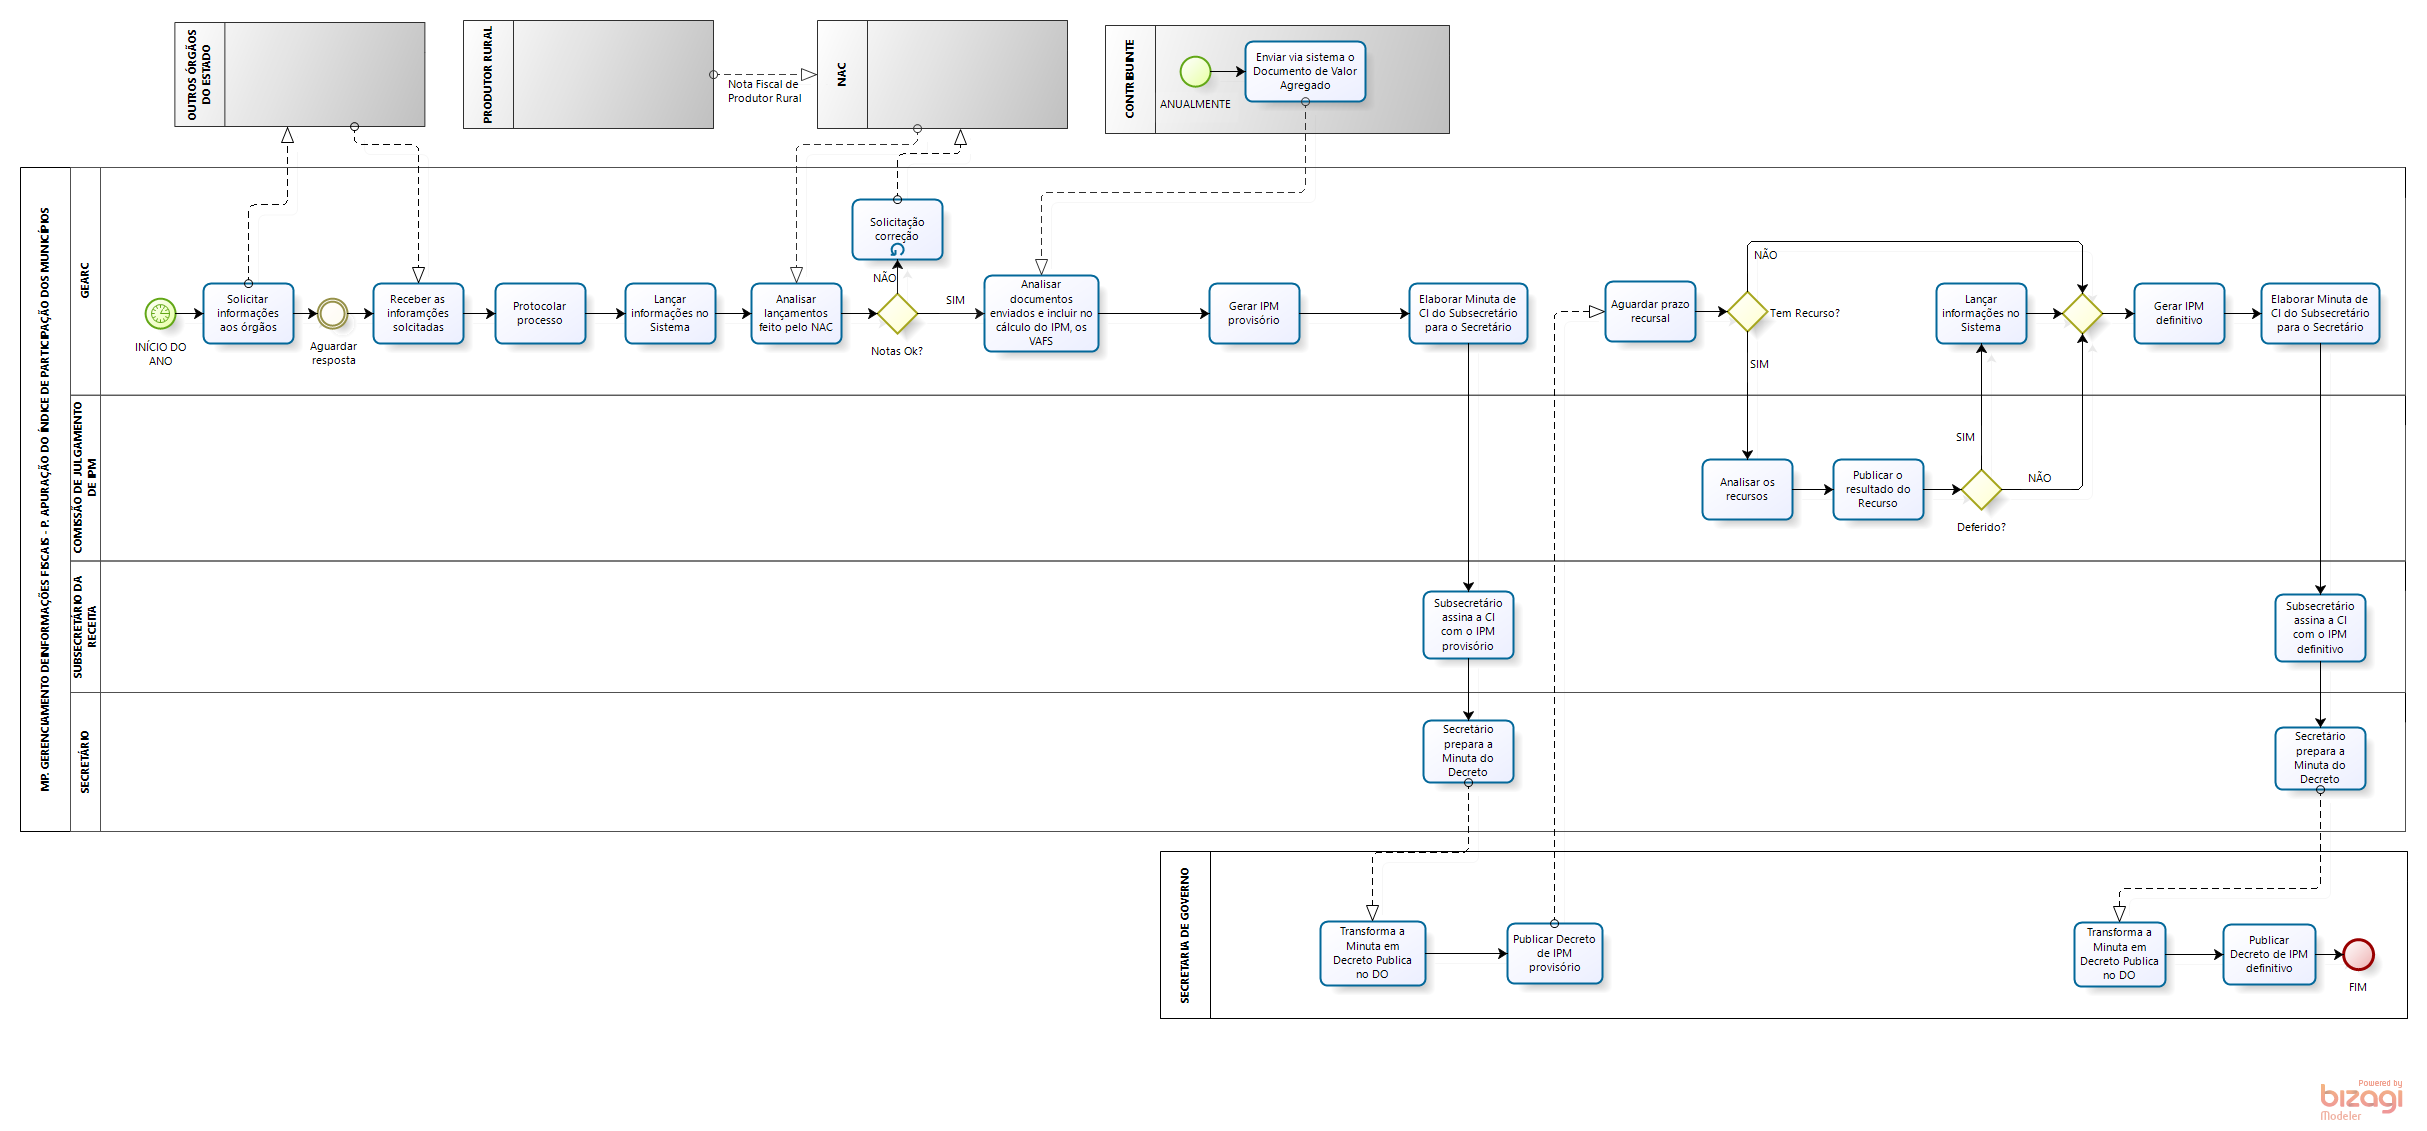 OUTROS ÓRGÃOS
DO ESTADO
PRODUTOR RURAL
Nota Fiscal de
Produtor Rural
NAC
CONTRIBUINTE
ANUALMENTE
Enviar via sistema o
Documento de Valor
Agregado
MP. GERENCIAMENTO DE INFORMAÇÕES FISCAIS - P. APURAÇÃO DO ÍNDICE DE PARTICIPAÇÃO DOS MUNICÍPIOS
GEARC
INÍCIO DO
ANO
Solicitar
informações
aos órgãos
Aguardar
resposta
Receber as
inforamções
solcitadas
Protocolar
processo
Lançar
informações no
Sistema
Analisar
lançamentos
feito pelo NAC
Solicitação
correção
NÃO
SIM
Notas Ok?
Analisar
documentos
enviados e incluir no
cálculo do IPM, os
VAFS
Gerar IPM
provisório
Elaborar Minuta de
CI do Subsecretário
para o Secretário
Aguardar prazo
recursal
NÃO
Tem Recurso?
SIM
Lançar
informações no
Sistema
Gerar IPM
definitivo
Elaborar Minuta de
CI do Subsecretário
para o Secretário
COMISSÃO DE JULGAMENTO
DE IPM
Analisar os
recursos
Publicar o
resultado do
Recurso
SIM
NÃO
Deferido?
SUBSECRETÁRIO DA
RECEITA
Subsecretário
assina a CI
com o IPM
provisório
Subsecretário
assina a CI
com o IPM
definitivo
SECRETÁRIO
Secretário
prepara a
Minuta do
Decreto
Secretário
prepara a
Minuta do
Decreto
SECRETARIA DE GOVERNO
Transforma a
Minuta em
Decreto Publica
no DO
Publicar Decreto
de IPM
provisório
Transforma a
Minuta em
Decreto Publica
no DO
Publicar
Decreto de IPM
definitivo
FIM
Powered by
bizagi
Modeler